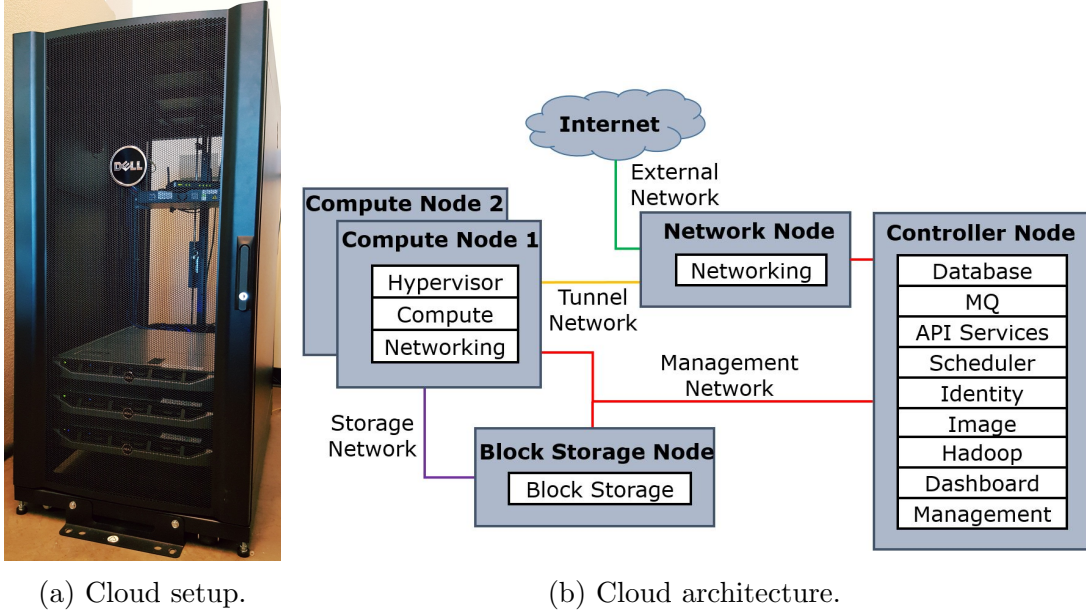 DELL
Internet
External
Network
Compute Node 2
Compute Node 1
Hypervisor
Compute
Networking
Tunnel
Network
Network Node
Networking
Controller Node
Database
MQ
API Services
Scheduler
Identity
Image
Hadoop
Dashboard
Management
Management
Network
Storage
Network
Block Storage Node
Block Storage
(a) Cloud setup.
(b) Cloud architecture.